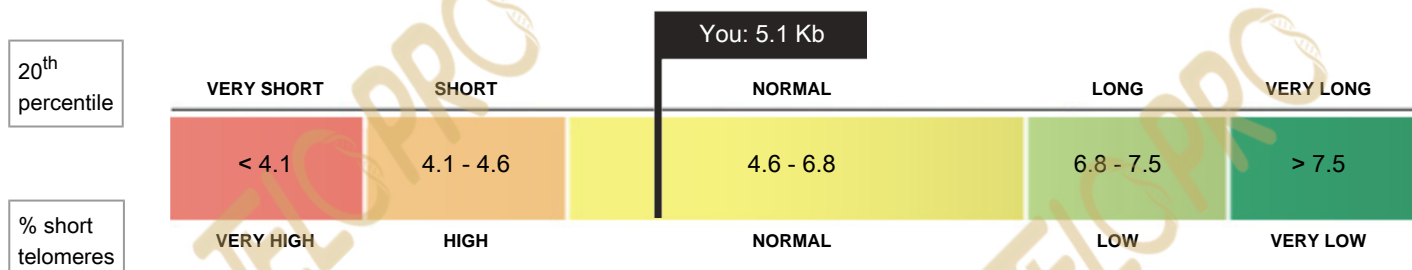 You: 5.1 Kb
20th
percentile
VERY SHORT SHORT NORMAL LONG VERY LONG
< 4.1 4.1 - 4.6 4.6 - 6.8 6.8 - 7.5 > 7.5
% short
telomeres
VERY HIGH HIGH NORMAL LOW VERY LOW
TELOPRO
TELOPRO